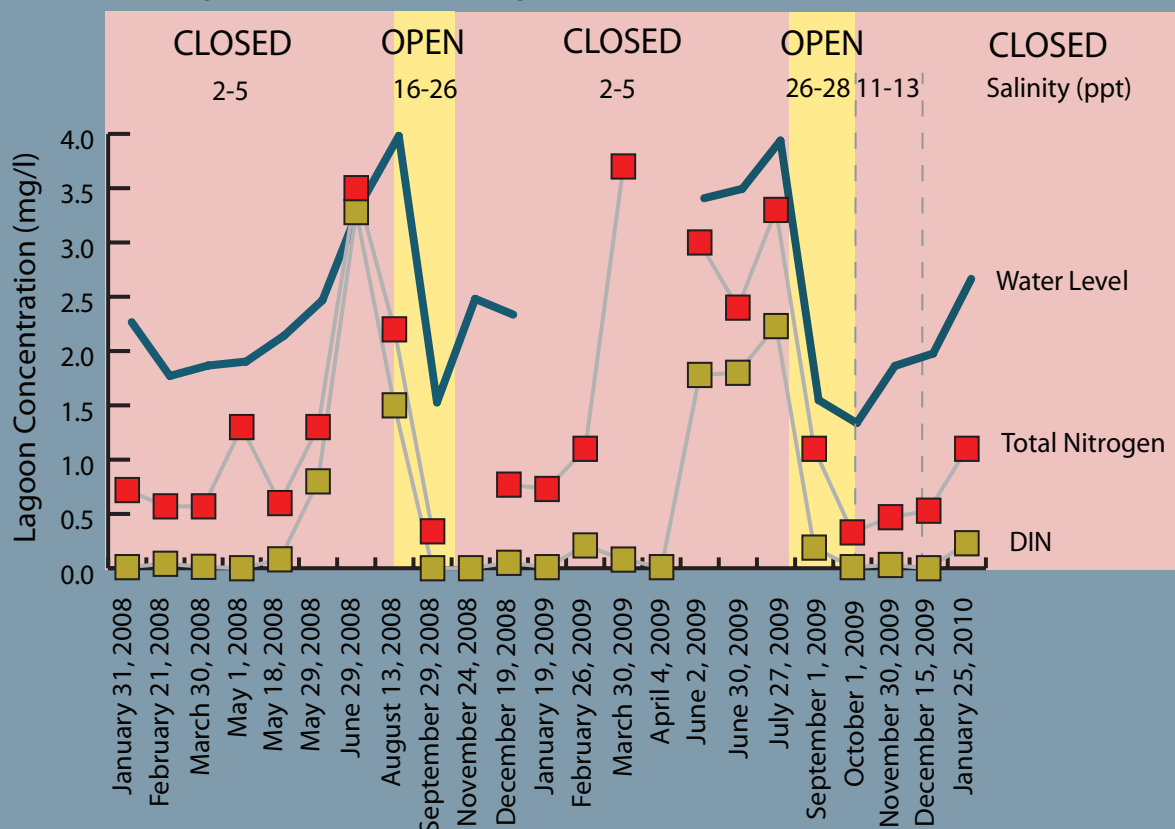 CLOSED OPEN CLOSED OPEN CLOSED
2-5 16-26 2-5 26-28 11-13 Salinity (ppt)
Lagoon Concentration (mg/l)
4.0
3.5
3.0
2.5
2.0
1.5
1.0
0.5
0.0
Water Level
Total Nitrogen
DIN
January 31, 2008
February 21, 2008
March 30, 2008
May 1, 2008
May 18, 2008
May 29, 2008
June 29, 2008
August 13, 2008
September 29, 2008
November 24, 2008
December 19, 2008
January 19, 2009
February 26, 2009
March 30, 2009
April 4, 2009
June 2, 2009
June 30, 2009
July 27, 2009
September 1, 2009
October 1, 2009
November 30, 2009
December 15, 2009
January 25, 2010